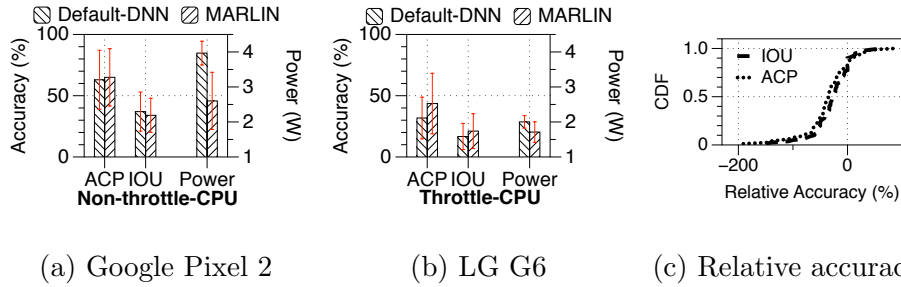 Default-DNN MARLIN
Accuracy (%)
100
50
0
4
3
2
1
Power (W)
ACP IOU Power
Non-throttle-CPU
(a) Google Pixel 2
Default-DNN MARLIN
Accuracy (%)
100
50
0
4
3
2
1
Power (W)
ACP IOU Power
Throttle-CPU
(b) LG G6
CDF
1.0
0.5
0
IOU
ACP
−200 0
Relative Accuracy (%)
(c) Relative accurac